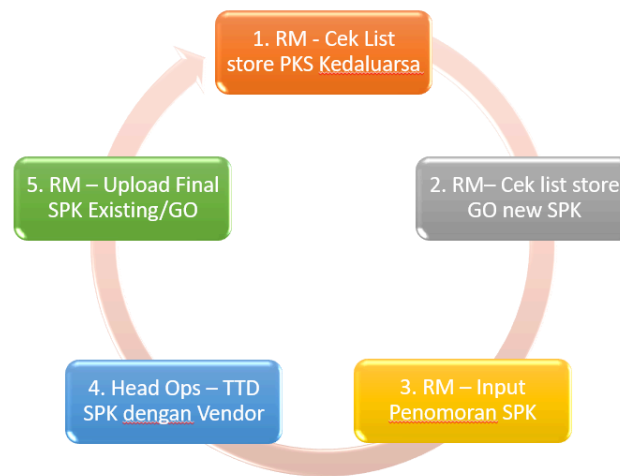 1. RM - Cek List
store PKS Kedaluarsa
2. RM– Cek list store
GO new SPK
3. RM – Input
Penomoran SPK
4. Head Ops – TTD
SPK dengan Vendor
5. RM – Upload Final
SPK Existing/GO